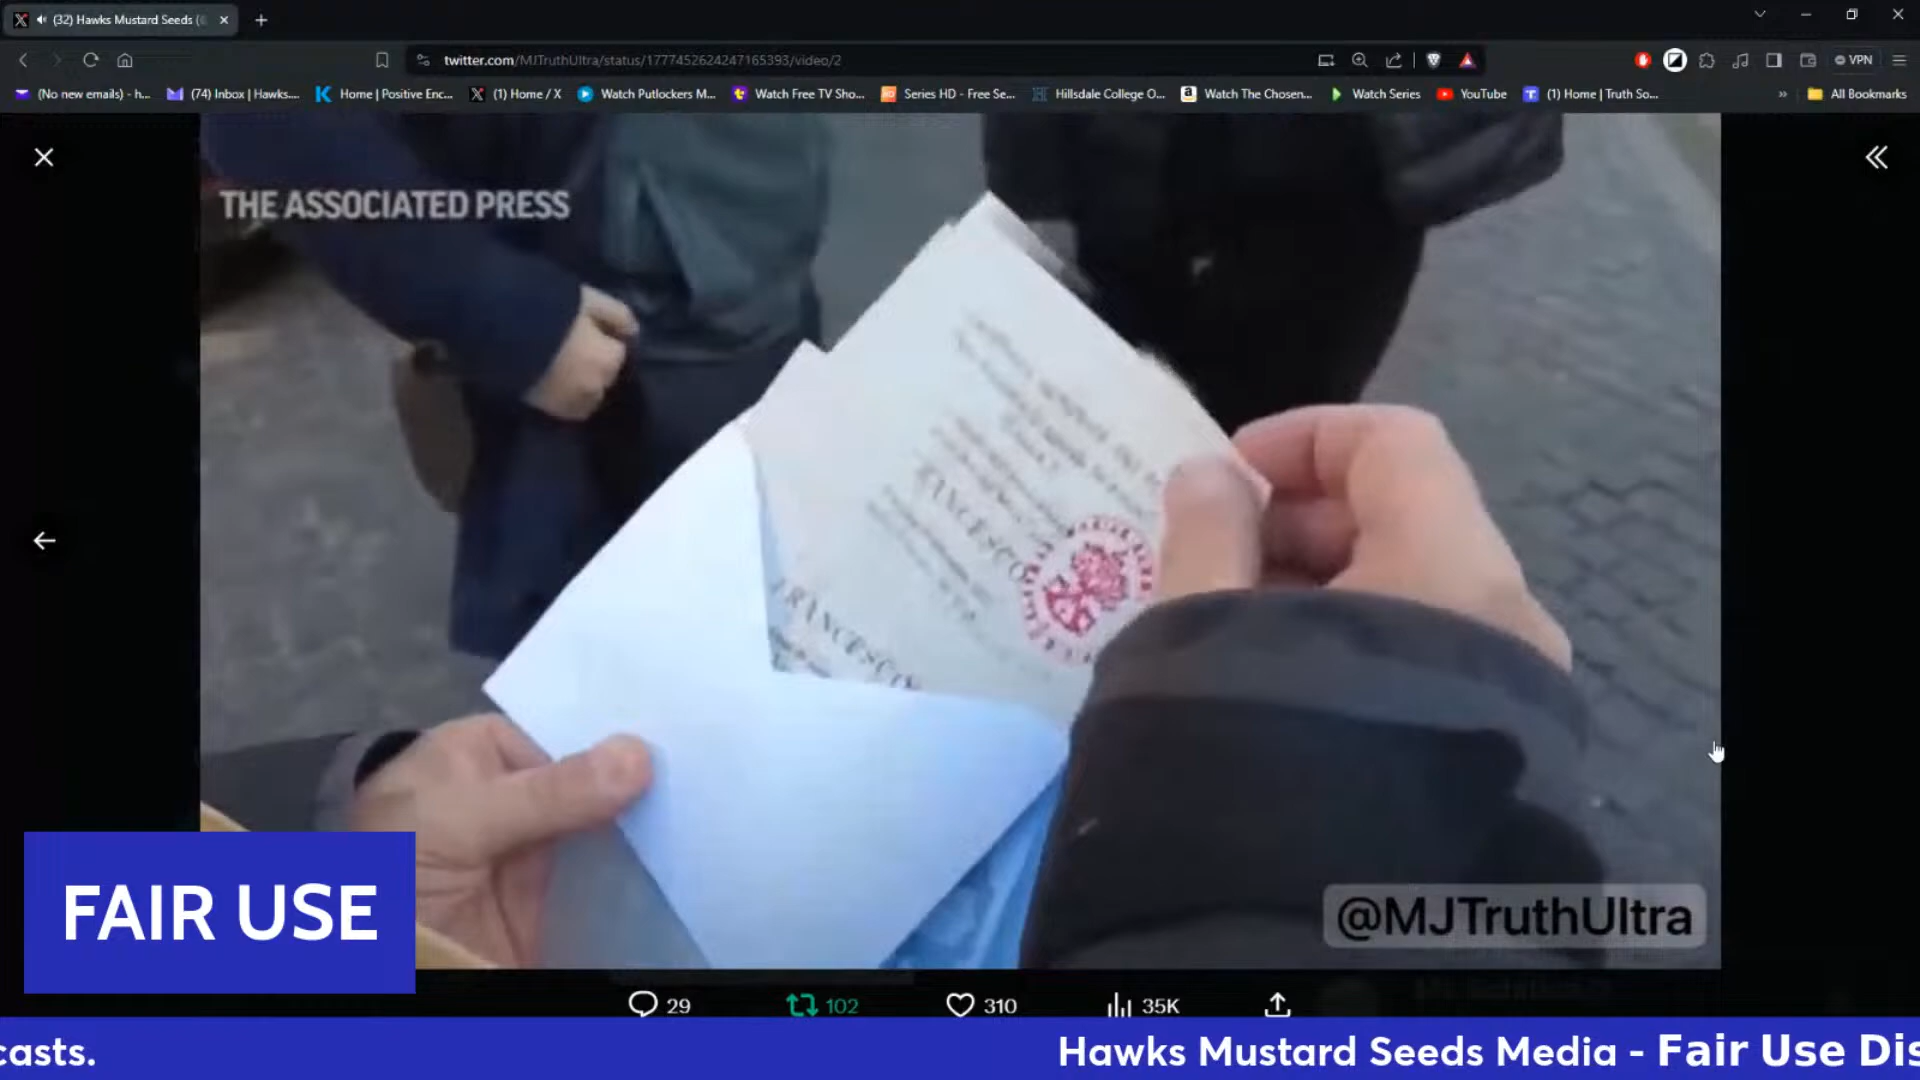 (32) Hawks Mustard Seeds (
twitter.com/MJTruthUltra/status/1777452624247165393/video/2
VPN
(No new emails) - h... (74) Inbox | Hawks.... Home | Positive Enc... (1) Home / X Watch Putlockers M... Watch Free TV Sho... Series HD - Free Se... Hillsdale College O... Watch The Chosen... Watch Series YouTube (1) Home | Truth So... » All Bookmarks
THE ASSOCIATED PRESS
FRANCESCO
FAIR USE
@MJTruthUltra
29 102 310 35K
casts. Hawks Mustard Seeds Media - Fair Use Dis